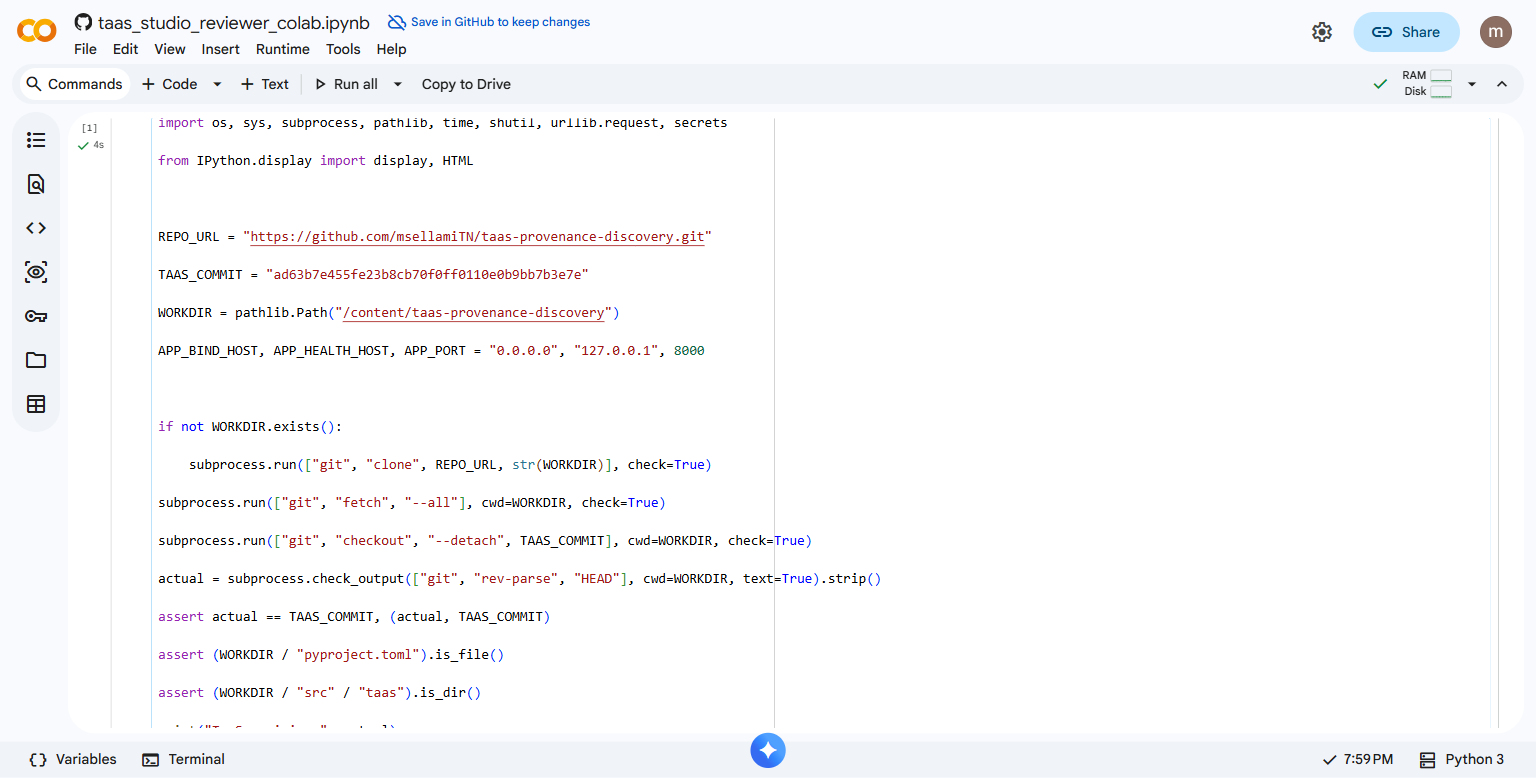 taas_studio_reviewer_colab.ipynb
Save in GitHub to keep changes
File Edit View Insert Runtime Tools Help
Share
m
Commands + Code + Text Run all Copy to Drive
RAM
Disk
[1]
4s
import os, sys, subprocess, pathlib, time, shutil, urllib.request, secrets
from IPython.display import display, HTML
REPO_URL = "https://github.com/msellamiTN/taas-provenance-discovery.git"
TAAS_COMMIT = "ad63b7e455fe23b8cb70f0ff0110e0b9bb7b3e7e"
WORKDIR = pathlib.Path("/content/taas-provenance-discovery")
APP_BIND_HOST, APP_HEALTH_HOST, APP_PORT = "0.0.0.0", "127.0.0.1", 8000
if not WORKDIR.exists():
    subprocess.run(["git", "clone", REPO_URL, str(WORKDIR)], check=True)
subprocess.run(["git", "fetch", "--all"], cwd=WORKDIR, check=True)
subprocess.run(["git", "checkout", "--detach", TAAS_COMMIT], cwd=WORKDIR, check=True)
actual = subprocess.check_output(["git", "rev-parse", "HEAD"], cwd=WORKDIR, text=True).strip()
assert actual == TAAS_COMMIT, (actual, TAAS_COMMIT)
assert (WORKDIR / "pyproject.toml").is_file()
assert (WORKDIR / "src" / "taas").is_dir()
Variables Terminal
7:59 PM Python 3